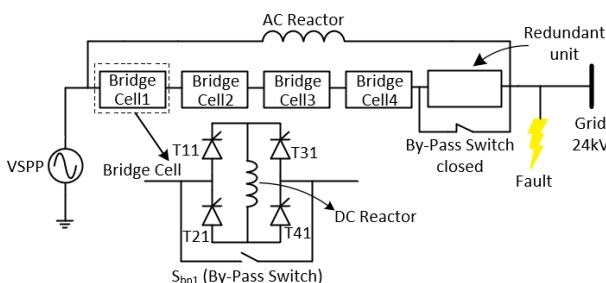 AC Reactor
Redundant
unit
Bridge
Cell1
Bridge
Cell2
Bridge
Cell3
Bridge
Cell4
By-Pass Switch
closed
Grid
24kV
Fault
VSPP
Bridge Cell
T11
T31
T21
T41
DC Reactor
Sbp1 (By-Pass Switch)